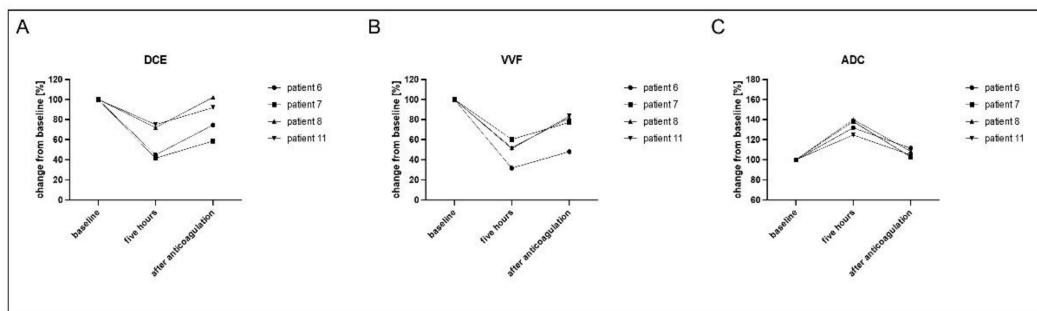 A
DCE
change from baseline [%]
120
100
80
60
40
20
0
baseline
five hours
after anticoagulation
patient 6
patient 7
patient 8
patient 11
B
VVF
change from baseline [%]
120
100
80
60
40
20
0
baseline
five hours
after anticoagulation
patient 6
patient 7
patient 8
patient 11
C
ADC
change from baseline [%]
180
160
140
120
100
80
60
baseline
five hours
after anticoagulation
patient 6
patient 7
patient 8
patient 11